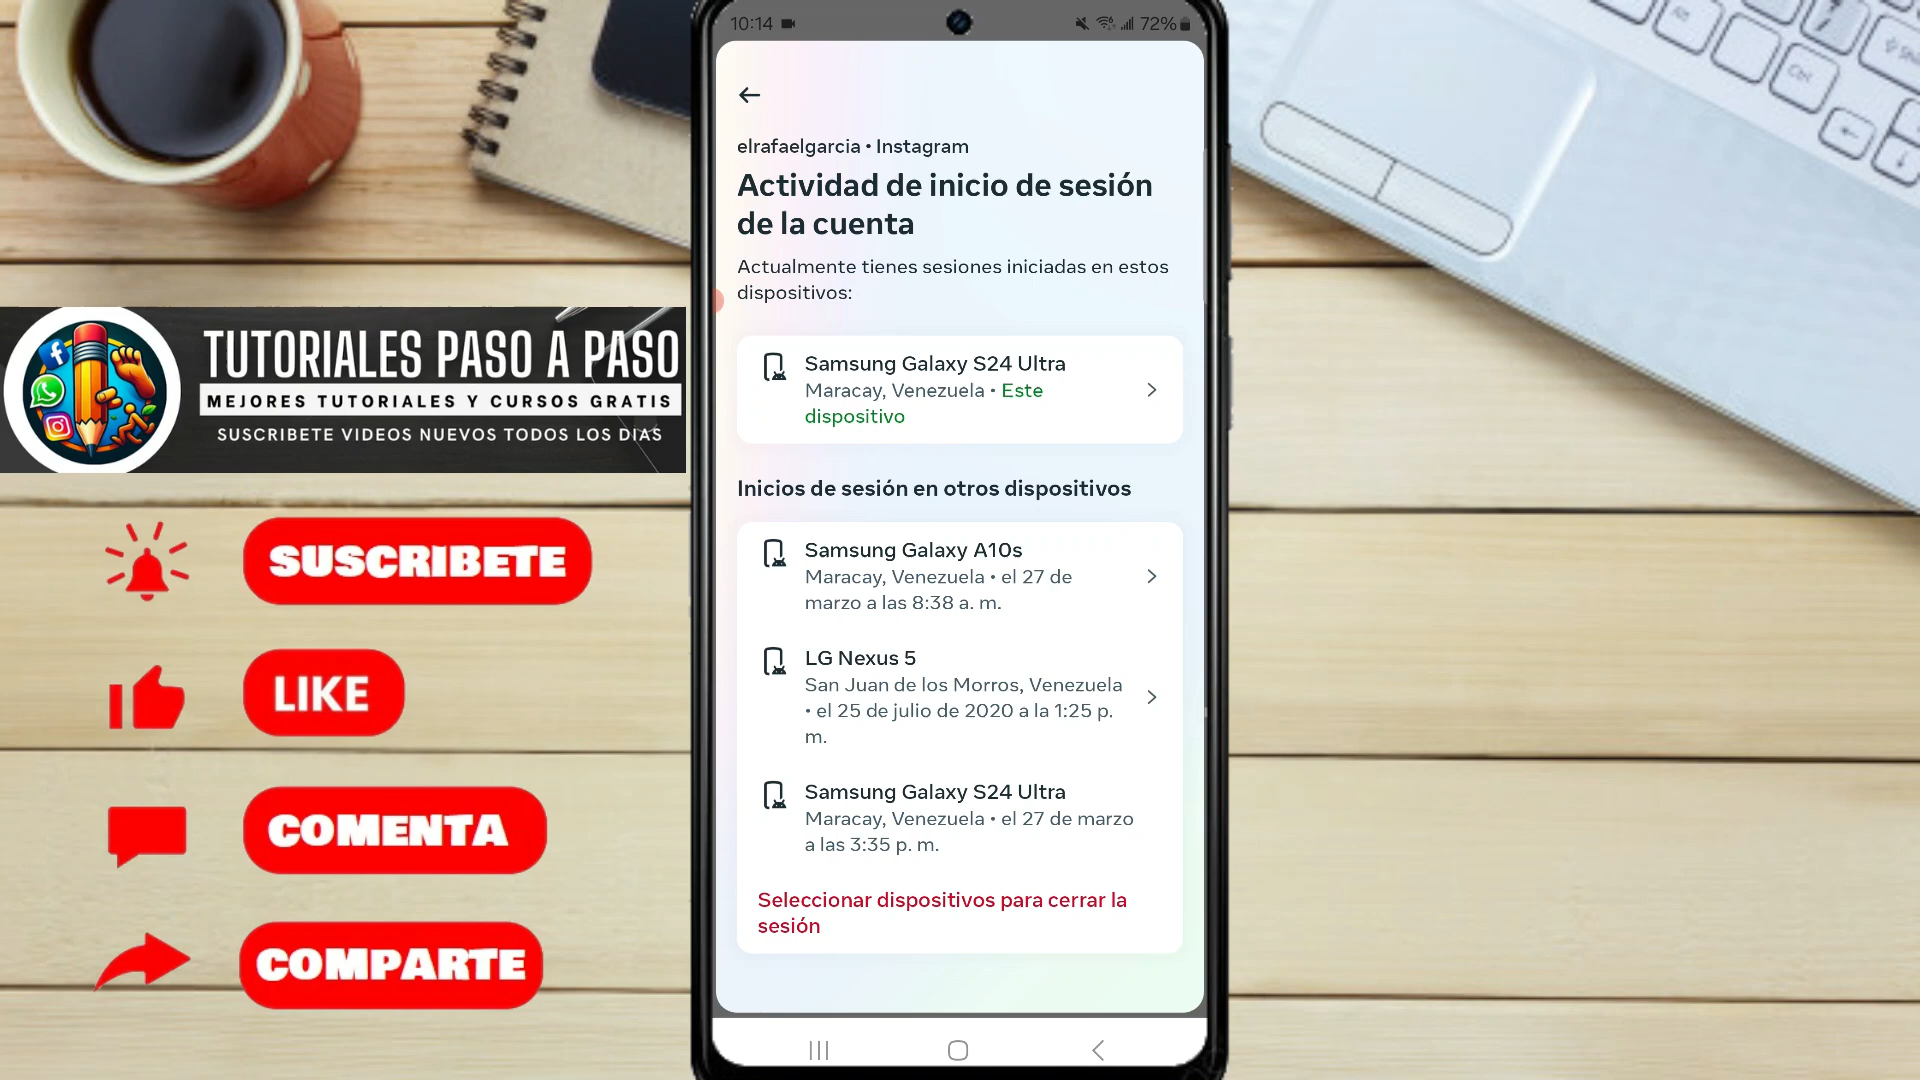 10:14
72%
elrafaelgarcia • Instagram
Actividad de inicio de sesión
de la cuenta
Actualmente tienes sesiones iniciadas en estos
dispositivos:
Samsung Galaxy S24 Ultra
Maracay, Venezuela • Este
dispositivo
Inicios de sesión en otros dispositivos
Samsung Galaxy A10s
Maracay, Venezuela • el 27 de
marzo a las 8:38 a. m.
LG Nexus 5
San Juan de los Morros, Venezuela
• el 25 de julio de 2020 a la 1:25 p.
m.
Samsung Galaxy S24 Ultra
Maracay, Venezuela • el 27 de marzo
a las 3:35 p. m.
Seleccionar dispositivos para cerrar la
sesión
TUTORIALES PASO A PASO
MEJORES TUTORIALES Y CURSOS GRATIS
SUSCRIBETE VIDEOS NUEVOS TODOS LOS DIAS
SUSCRIBETE
LIKE
COMENTA
COMPARTE
Ctrl